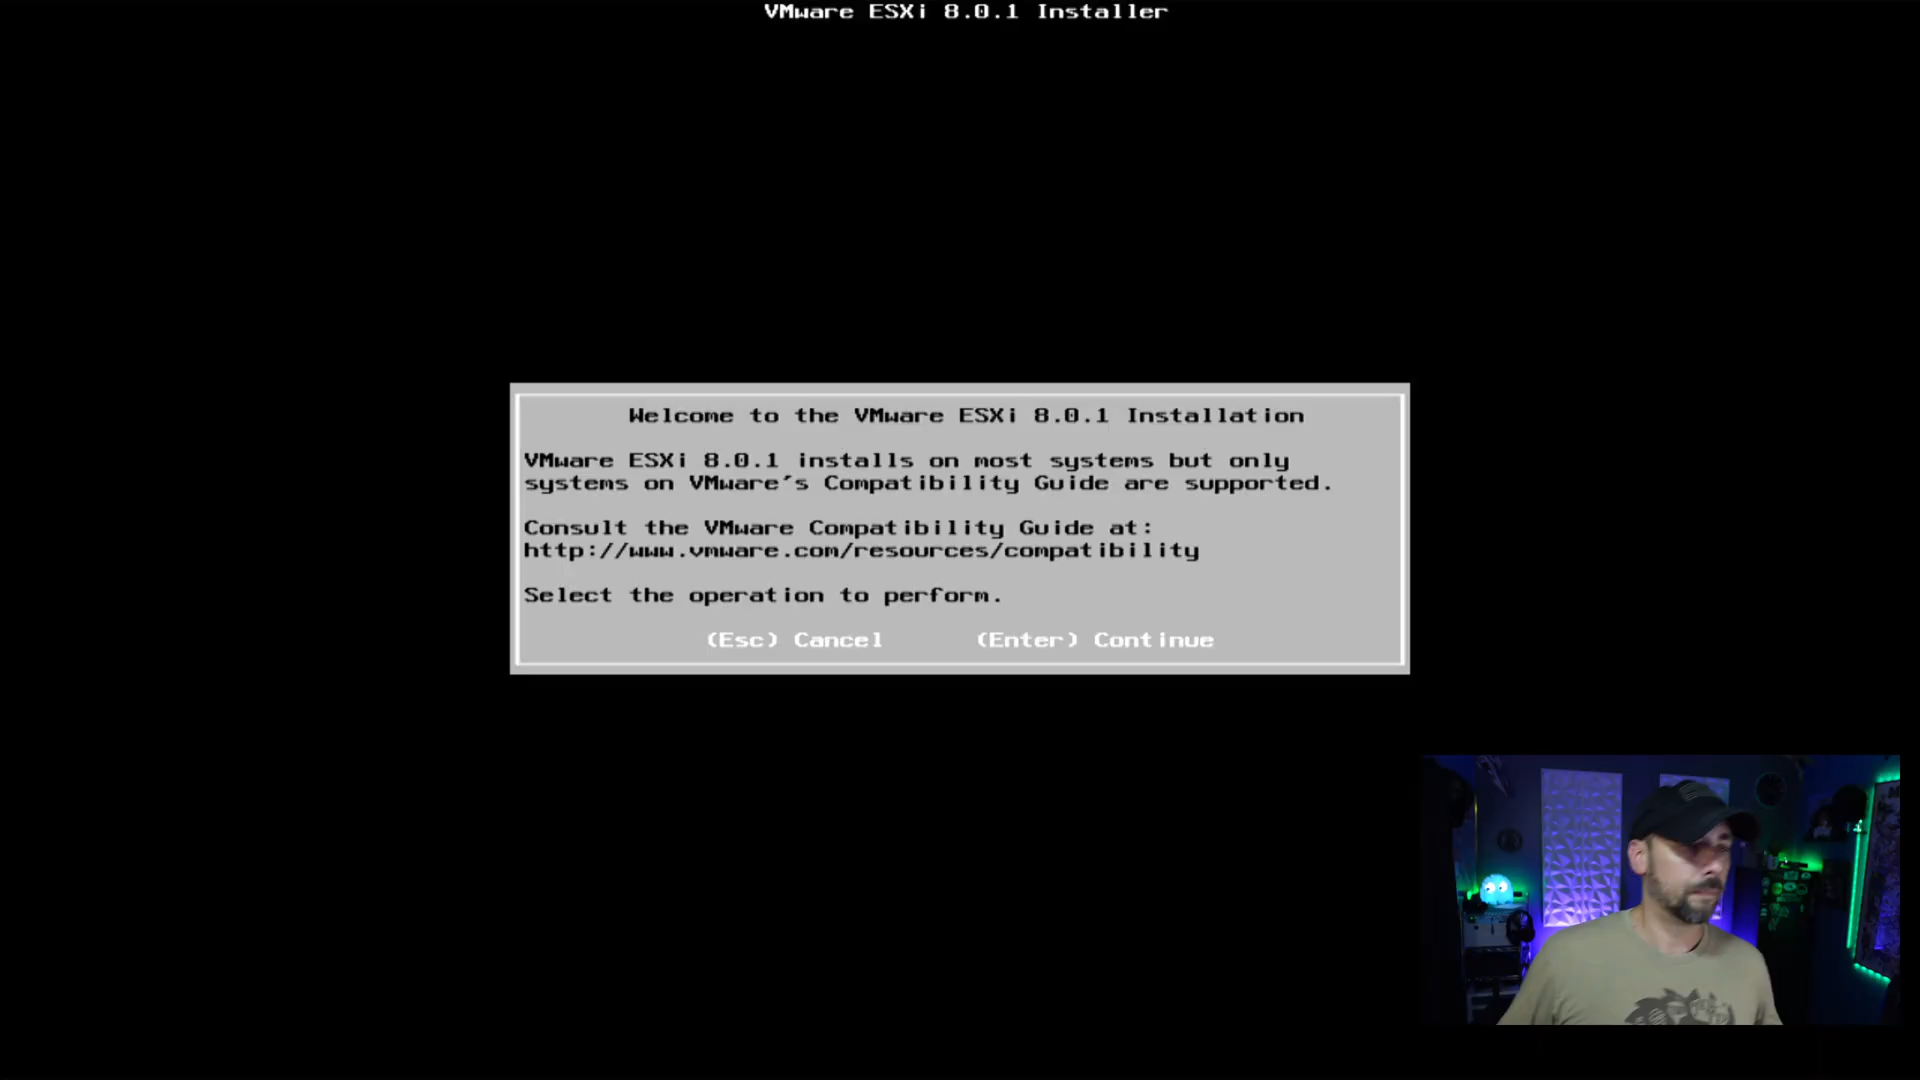 VMware ESXi 8.0.1 Installer
Welcome to the VMware ESXi 8.0.1 Installation
VMware ESXi 8.0.1 installs on most systems but only
systems on VMware's Compatibility Guide are supported.
Consult the VMware Compatibility Guide at:
http://www.vmware.com/resources/compatibility
Select the operation to perform.
(Esc) Cancel (Enter) Continue